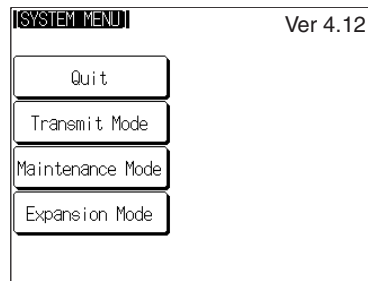 [SYSTEM MENU]
Ver 4.12
Quit
Transmit Mode
Maintenance Mode
Expansion Mode